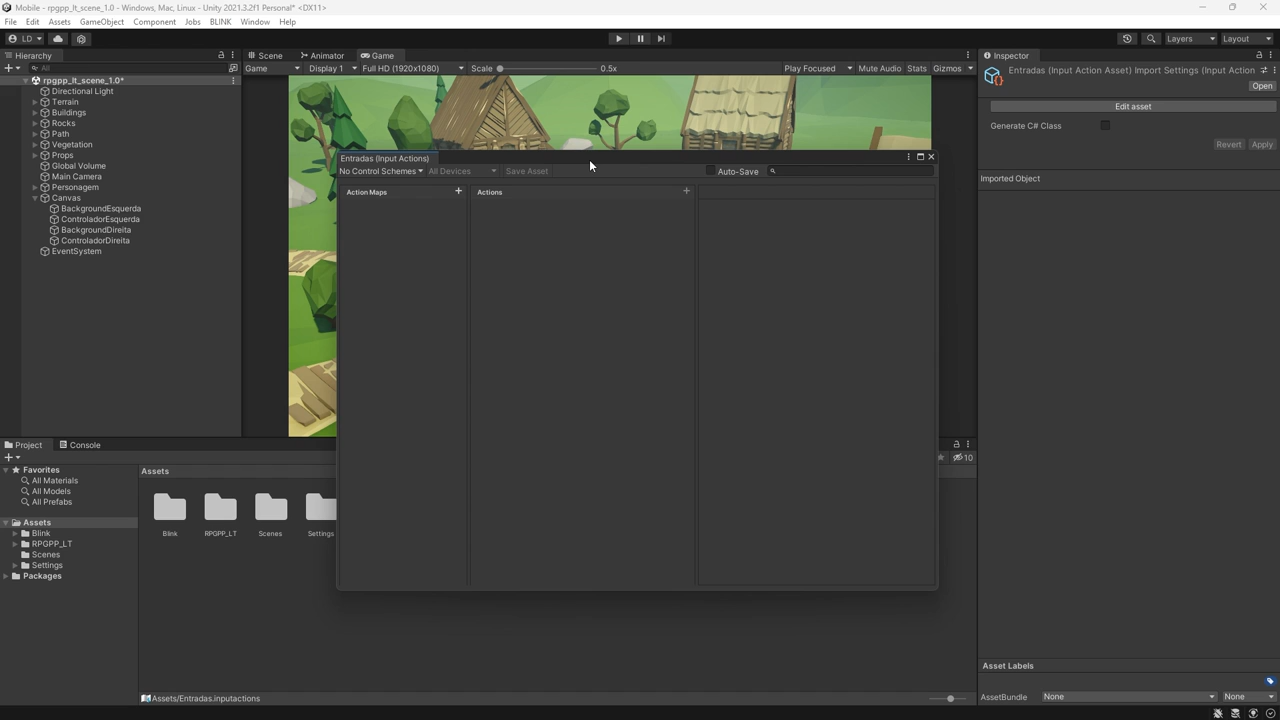 Mobile - rpgpp_lt_scene_1.0 - Windows, Mac, Linux - Unity 2021.3.2f1 Personal* <DX11>
File Edit Assets GameObject Component Jobs BLINK Window Help
LD Layers Layout
Hierarchy
All
rpgpp_lt_scene_1.0*
Directional Light
Terrain
Buildings
Rocks
Path
Vegetation
Props
Global Volume
Main Camera
Personagem
Canvas
BackgroundEsquerda
ControladorEsquerda
BackgroundDireita
ControladorDireita
EventSystem
Scene Animator Game
Game Display 1 Full HD (1920x1080) Scale 0.5x Play Focused Mute Audio Stats Gizmos
Entradas (Input Actions)
No Control Schemes All Devices Save Asset Auto-Save
Action Maps + Actions +
Inspector
Entradas (Input Action Asset) Import Settings (Input Action
Open
Edit asset
Generate C# Class
Revert Apply
Imported Object
Project Console
10
Favorites
All Materials
All Models
All Prefabs
Assets
Blink
RPGPP_LT
Scenes
Settings
Packages
Assets
Blink RPGPP_LT Scenes Settings
Assets/Entradas.inputactions
Asset Labels
AssetBundle None None